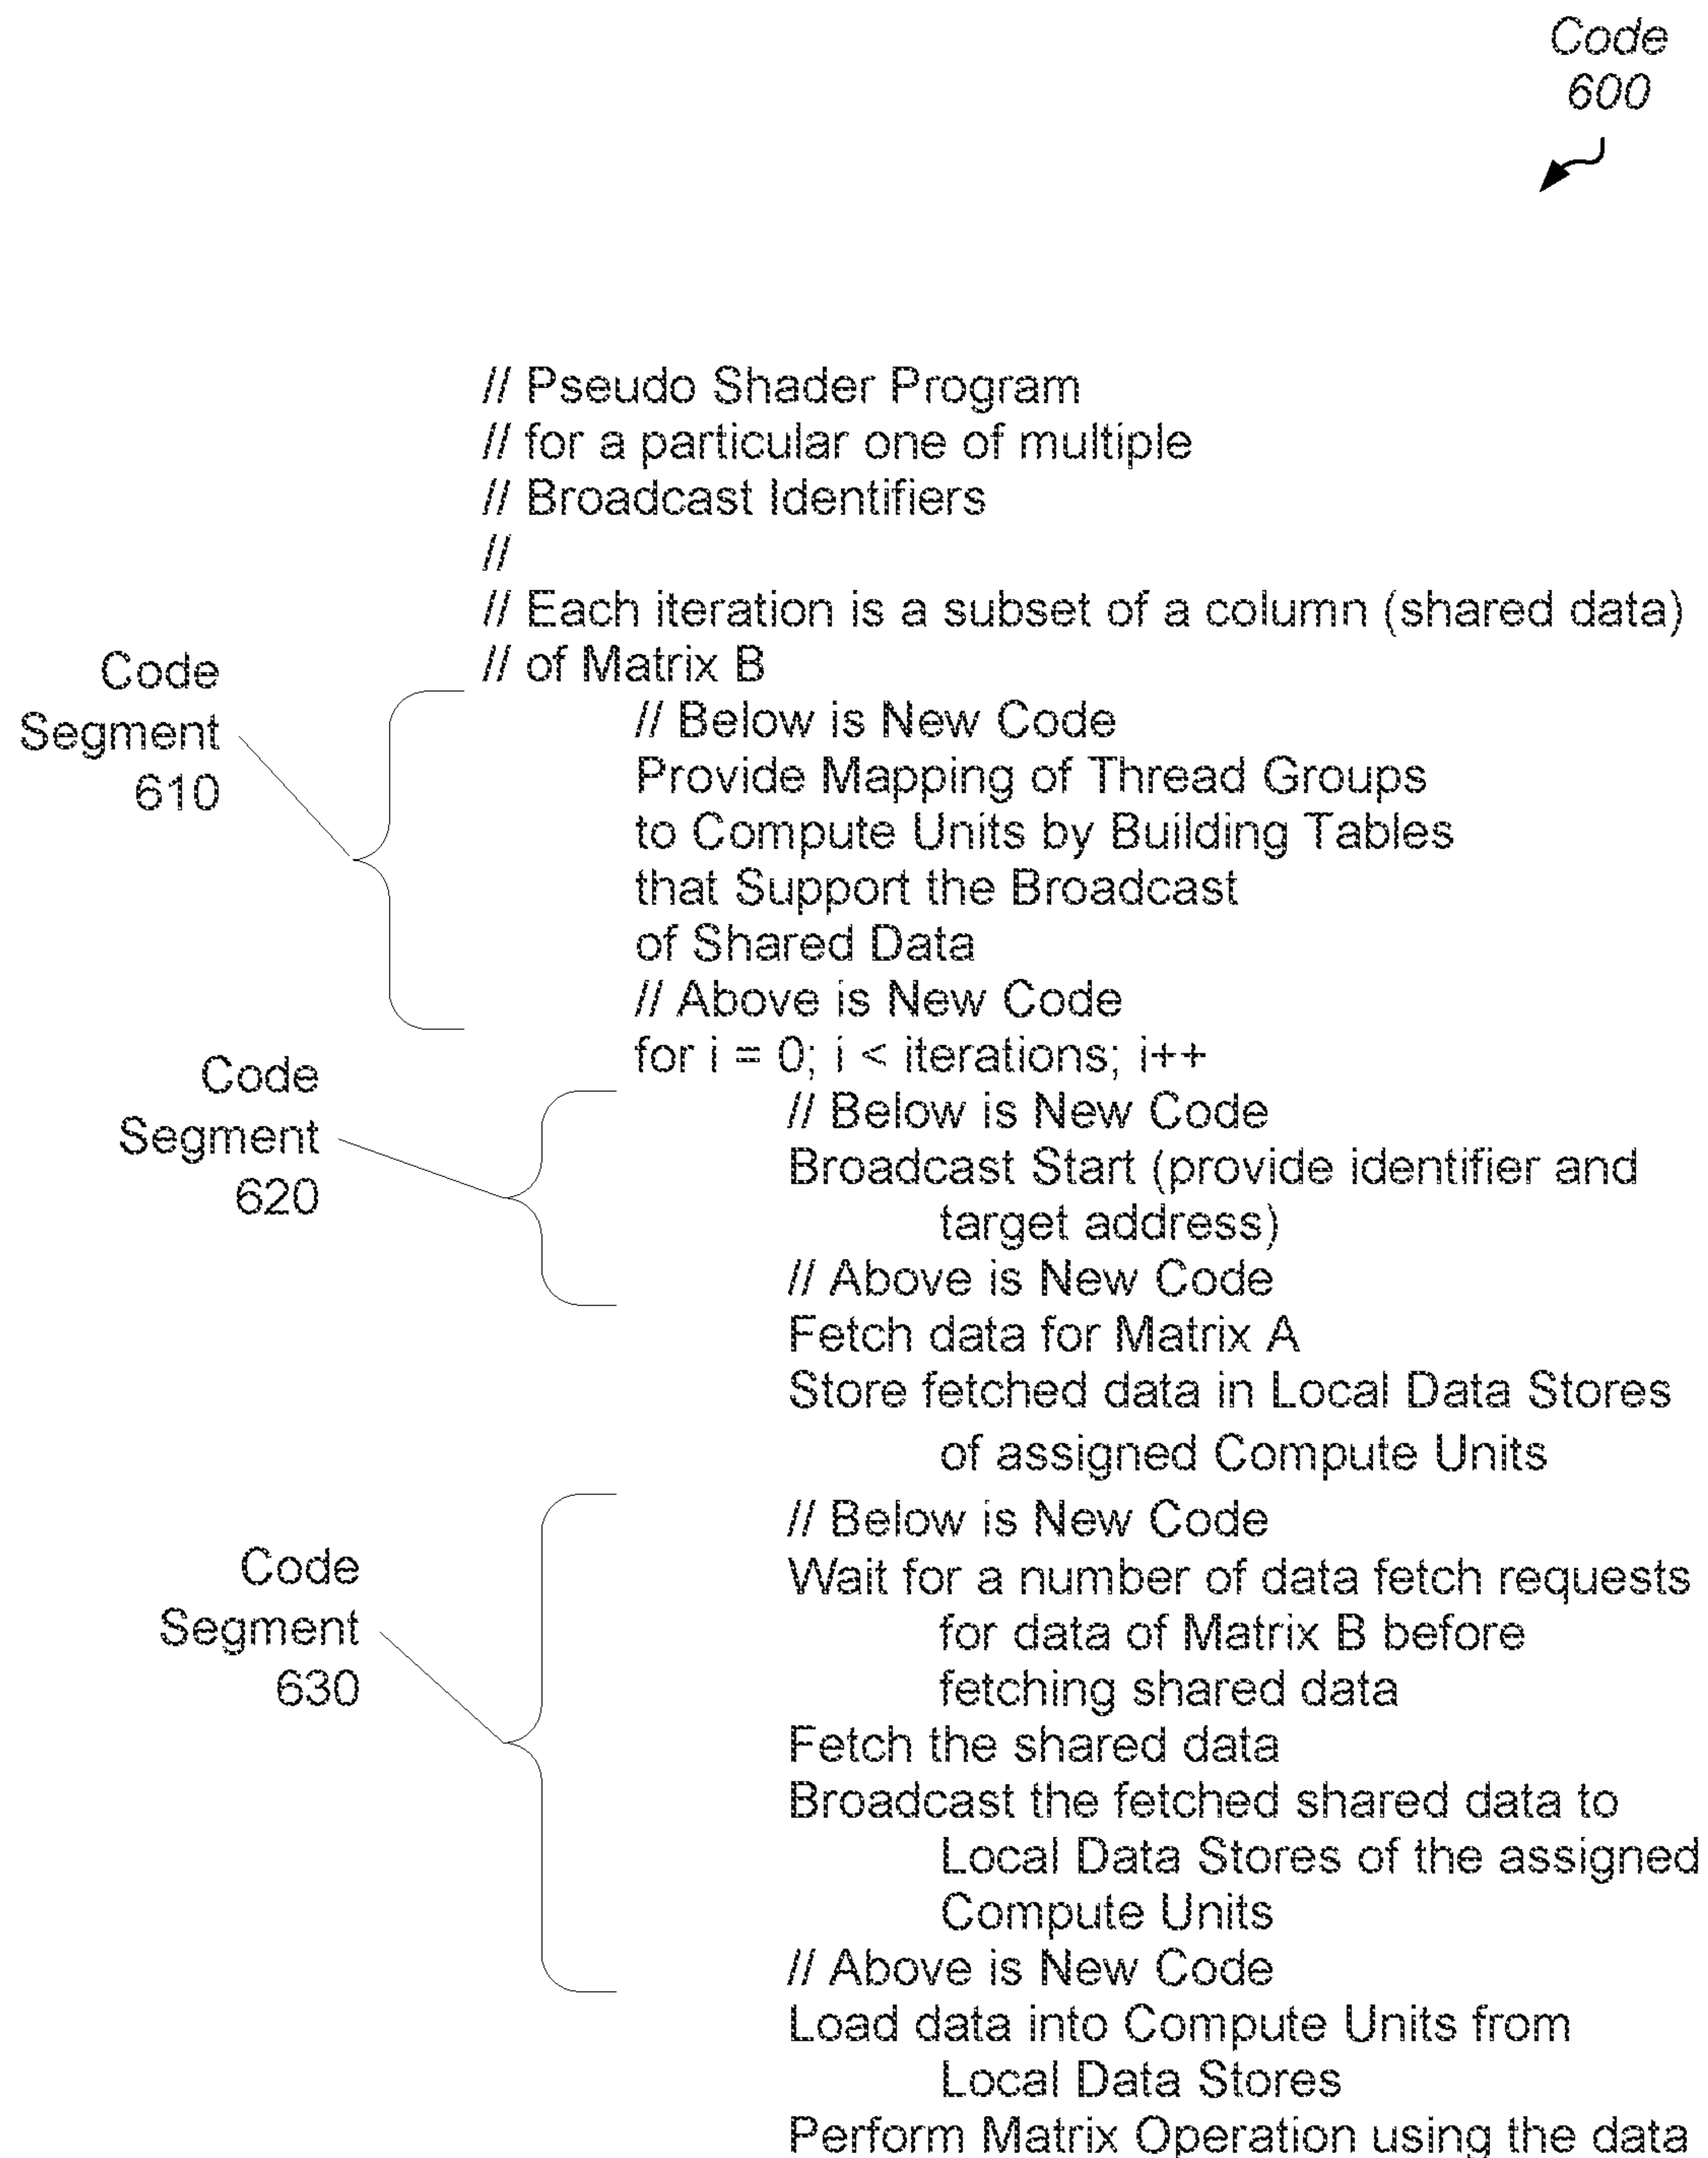 Code
600
// Pseudo Shader Program
// for a particular one of multiple
// Broadcast Identifiers
//
// Each iteration is a subset of a column (shared data)
// of Matrix B
Code
Segment
610
// Below is New Code
Provide Mapping of Thread Groups
to Compute Units by Building Tables
that Support the Broadcast
of Shared Data
// Above is New Code
for i = 0; i < iterations; i++
Code
Segment
620
// Below is New Code
Broadcast Start (provide identifier and
target address)
// Above is New Code
Fetch data for Matrix A
Store fetched data in Local Data Stores
of assigned Compute Units
Code
Segment
630
// Below is New Code
Wait for a number of data fetch requests
for data of Matrix B before
fetching shared data
Fetch the shared data
Broadcast the fetched shared data to
Local Data Stores of the assigned
Compute Units
// Above is New Code
Load data into Compute Units from
Local Data Stores
Perform Matrix Operation using the data